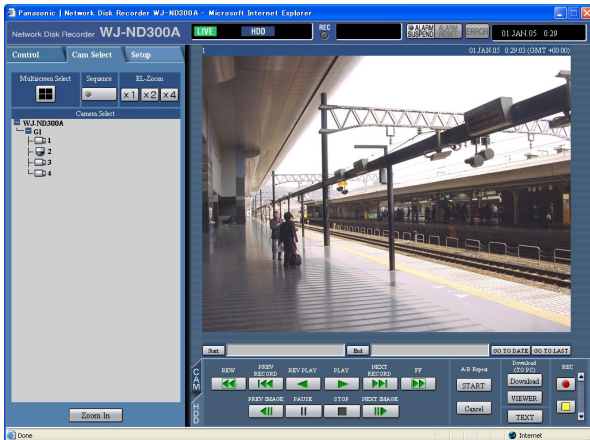 Panasonic | Network Disk Recorder WJ-ND300A - Microsoft Internet Explorer
Network Disk Recorder WJ-ND300A
LIVE HDD REC ALARM SUSPEND ALARM RESET ERROR 01.JAN.05 0:29
Control Cam Select Setup
1 01.JAN.05 0:29:03 (GMT +00:00)
Multiscreen Select Sequence EL-Zoom
x1 x2 x4
Camera Select
WJ-ND300A
G1
1
2
3
4
Zoom In
Start End GO TO DATE GO TO LAST
CAM
HDD
REW PREV RECORD REV PLAY PLAY NEXT RECORD FF
PREV IMAGE PAUSE STOP NEXT IMAGE
A-B Repeat
START
Cancel
Download (TO PC)
Download
VIEWER
TEXT
REC
Done Internet